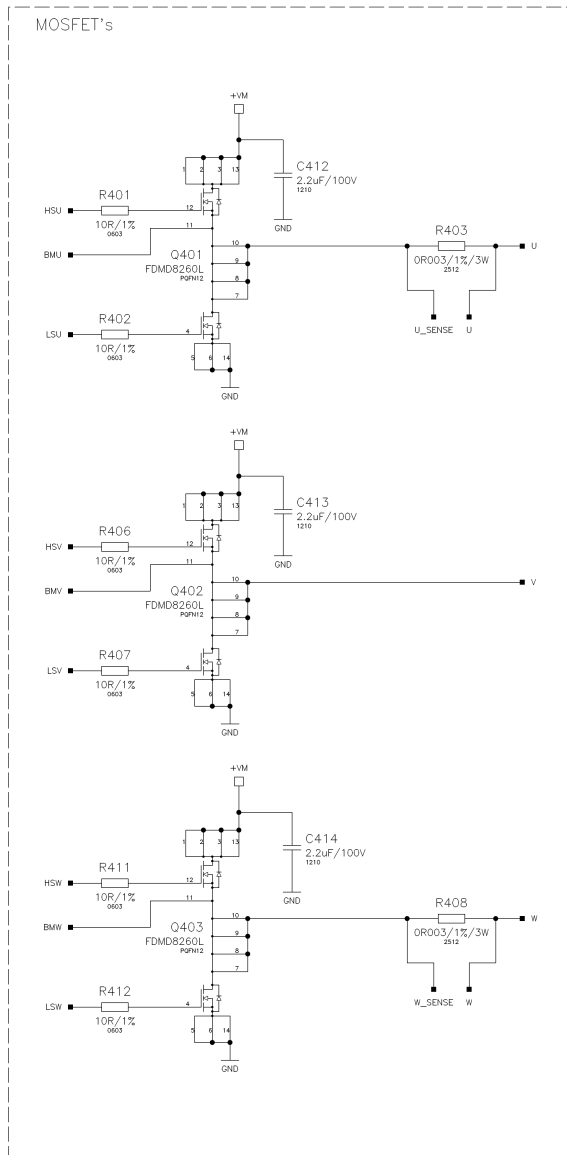 MOSFET's
+VM
1 2 3 13
C412
2.2uF/100V
1210
GND
R401
HSU
10R/1%
0603
12
11
BMU
Q401
FDMD8260L
PQFN12
10
9
8
7
R403
0R003/1%/3W
2512
U
U_SENSE U
R402
LSU
10R/1%
0603
4
5 6 14
GND
+VM
1 2 3 13
C413
2.2uF/100V
1210
GND
R406
HSV
10R/1%
0603
12
11
BMV
Q402
FDMD8260L
PQFN12
10
9
8
7
V
R407
LSV
10R/1%
0603
4
5 6 14
GND
+VM
1 2 3 13
C414
2.2uF/100V
1210
GND
R411
HSW
10R/1%
0603
12
11
BMW
Q403
FDMD8260L
PQFN12
10
9
8
7
R408
0R003/1%/3W
2512
W
W_SENSE W
R412
LSW
10R/1%
0603
4
5 6 14
GND